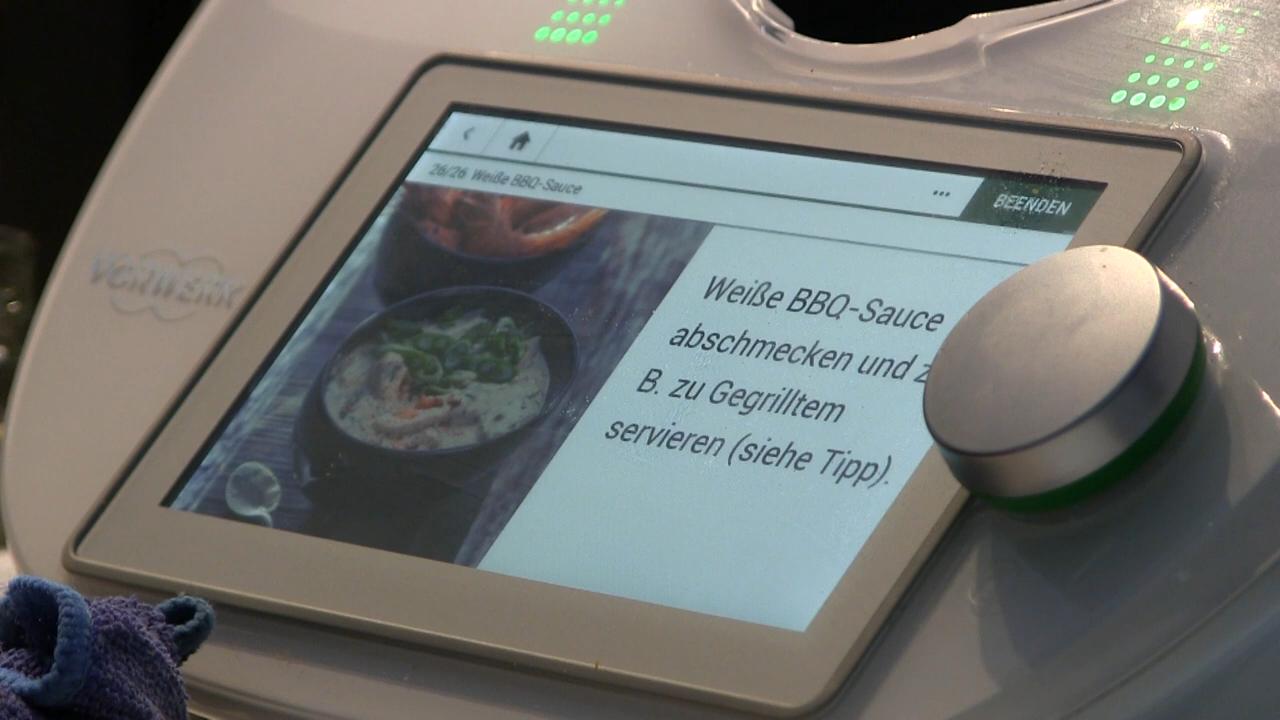 26/26 Weiße BBQ-Sauce
...
BEENDEN
VORWERK
Weiße BBQ-Sauce
abschmecken und z
B. zu Gegrilltem
servieren (siehe Tipp).